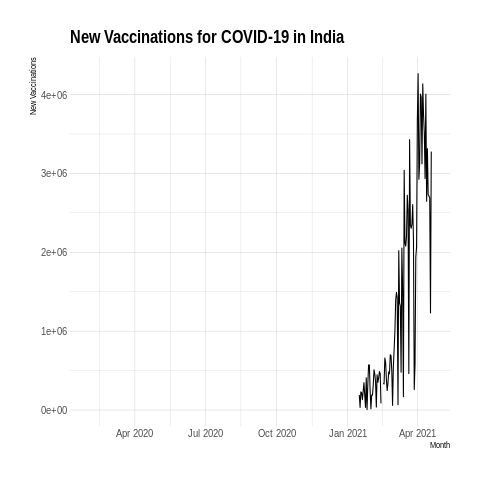 New Vaccinations for COVID-19 in India
New Vaccinations
4e+06
3e+06
2e+06
1e+06
0e+00
Apr 2020 Jul 2020 Oct 2020 Jan 2021 Apr 2021
Month